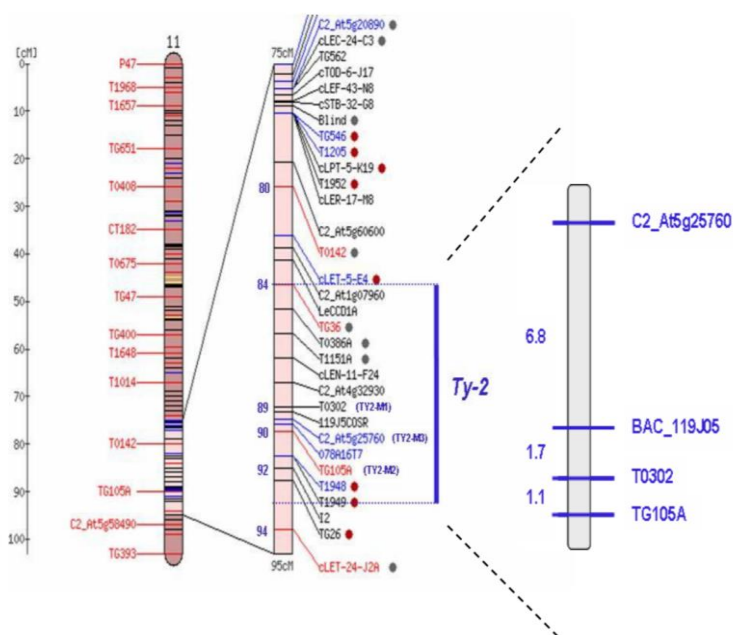 11
[cM]
0
10
20
30
40
50
60
70
80
90
100
P47
T1968
T1657
TG651
T0408
CT182
T0675
TG47
TG400
T1648
T1014
T0142
TG105A
C2_At5g58490
TG393
75cM
80
84
89
90
92
94
95cM
C2_At5g20890
cLEC-24-C3
TG562
cTOD-6-J17
cLEF-43-N8
cSTB-32-G8
Blind
TG546
T1205
cLPT-5-K19
T1952
cLER-17-M8
C2_At5g60600
T0142
cLET-5-E4
C2_At1g07960
LeCCD1A
TG36
T0386A
T1151A
cLEN-11-F24
C2_At4g32930
T0302 (TY2-M1)
119J5COSR
C2_At5g25760 (TY2-M3)
078A16T7
TG105A (TY2-M2)
T1948
T1949
I2
TG26
cLET-24-J2A
Ty-2
6.8
1.7
1.1
C2_At5g25760
BAC_119J05
T0302
TG105A